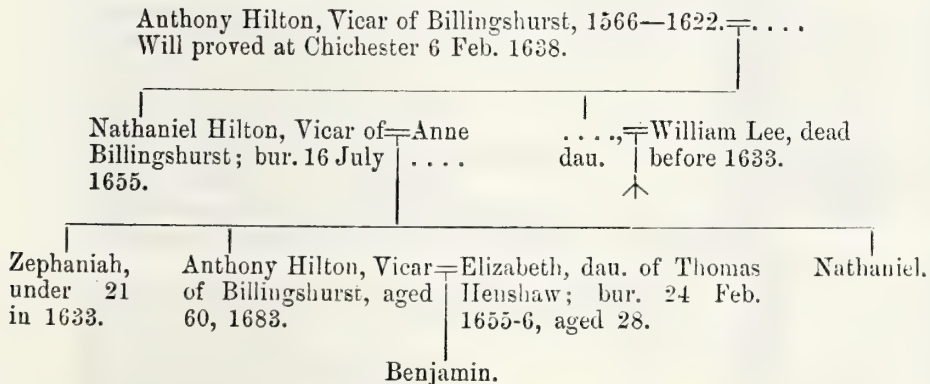 Anthony Hilton, Vicar of Billingshurst, 1566—1622.=. . . .
Will proved at Chichester 6 Feb. 1638.
Nathaniel Hilton, Vicar of=Anne
Billingshurst; bur. 16 July . . . .
1655.
. . . .,=William Lee, dead
dau. before 1633.
Zephaniah,
under 21
in 1633.
Anthony Hilton, Vicar=Elizabeth, dau. of Thomas
of Billingshurst, aged Henshaw; bur. 24 Feb.
60, 1683. 1655-6, aged 28.
Nathaniel.
Benjamin.